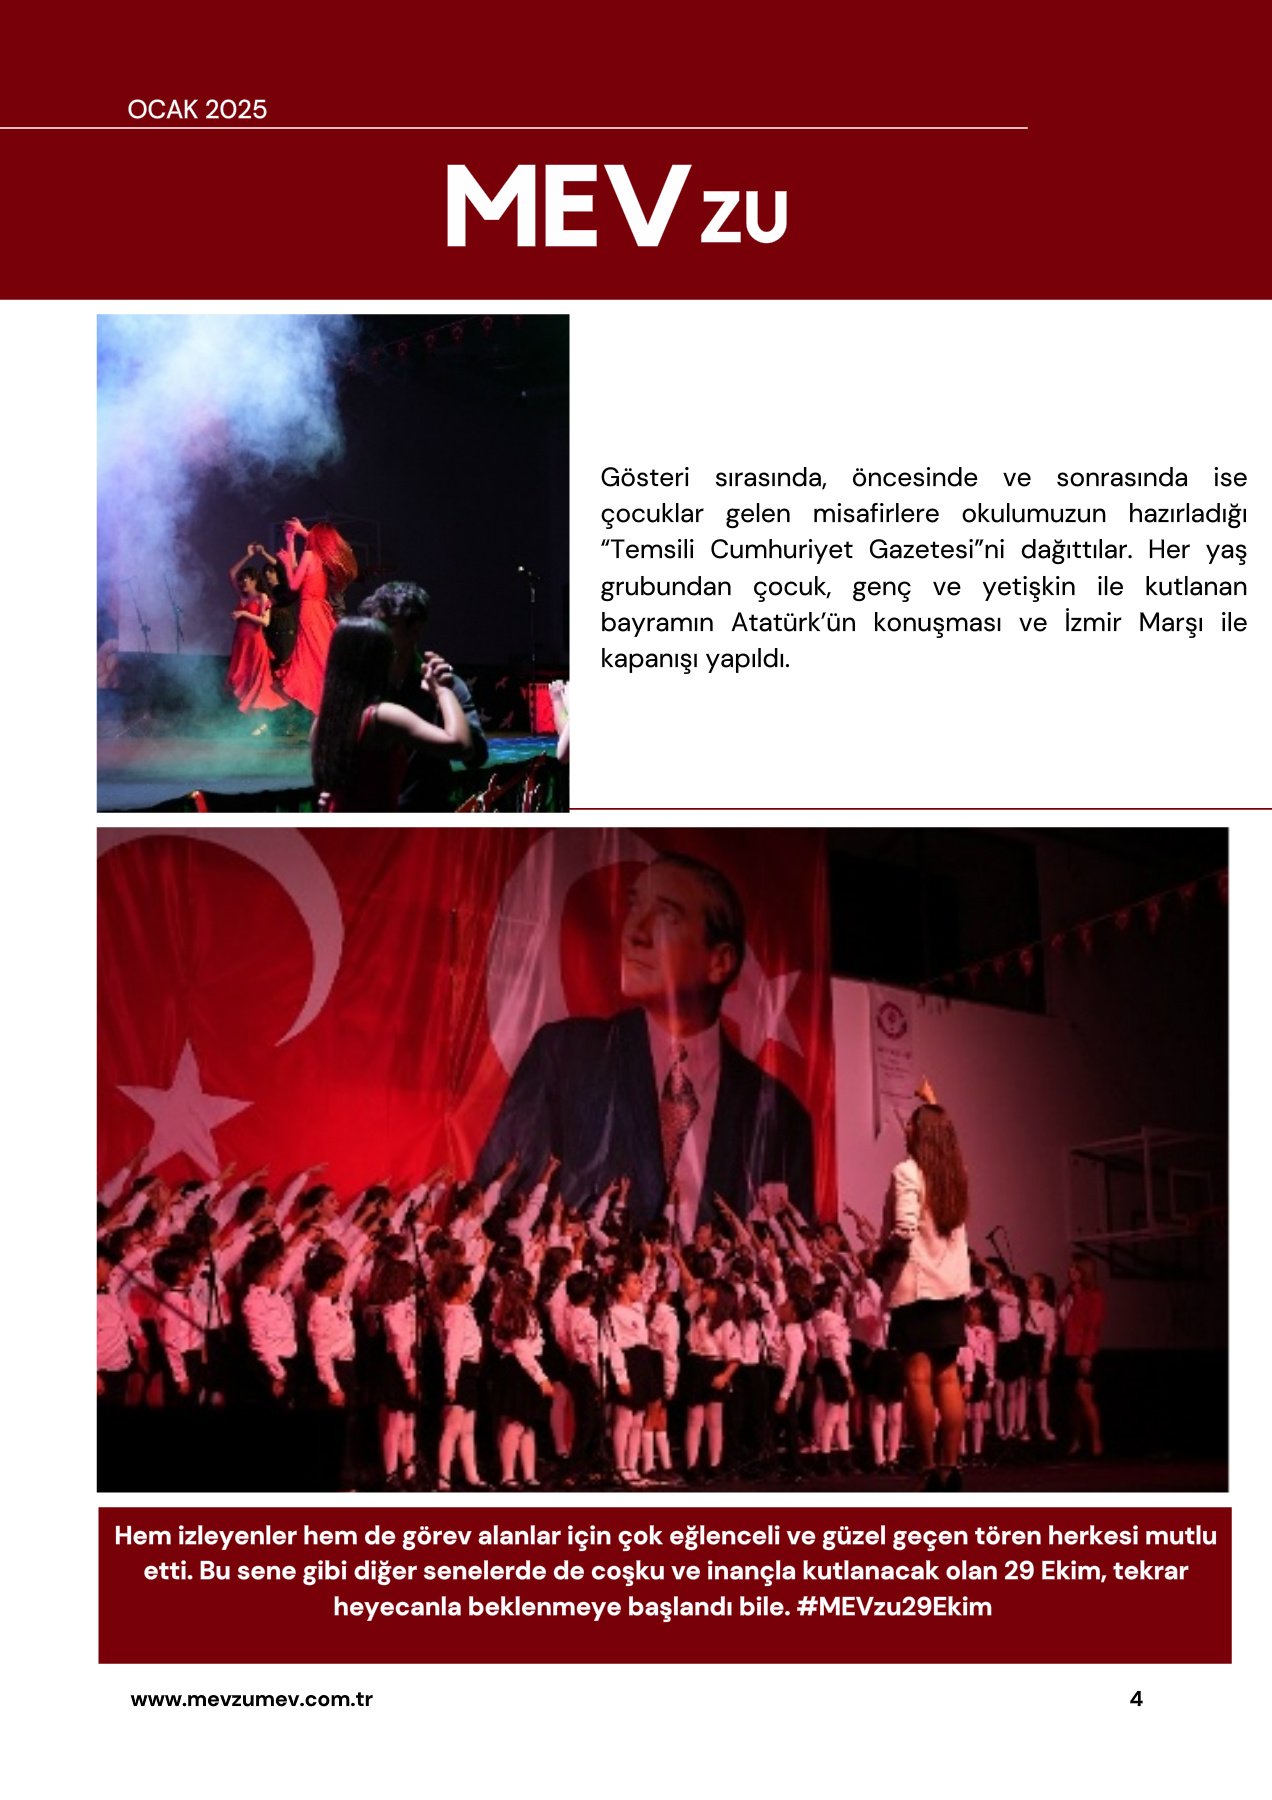 OCAK 2025
MEVzu
Gösteri sırasında, öncesinde ve sonrasında ise
çocuklar gelen misafirlere okulumuzun hazırladığı
“Temsili Cumhuriyet Gazetesi”ni dağıttılar. Her yaş
grubundan çocuk, genç ve yetişkin ile kutlanan
bayramın Atatürk’ün konuşması ve İzmir Marşı ile
kapanışı yapıldı.
Hem izleyenler hem de görev alanlar için çok eğlenceli ve güzel geçen tören herkesi mutlu
etti. Bu sene gibi diğer senelerde de coşku ve inançla kutlanacak olan 29 Ekim, tekrar
heyecanla beklenmeye başlandı bile. #MEVzu29Ekim
www.mevzumev.com.tr
4